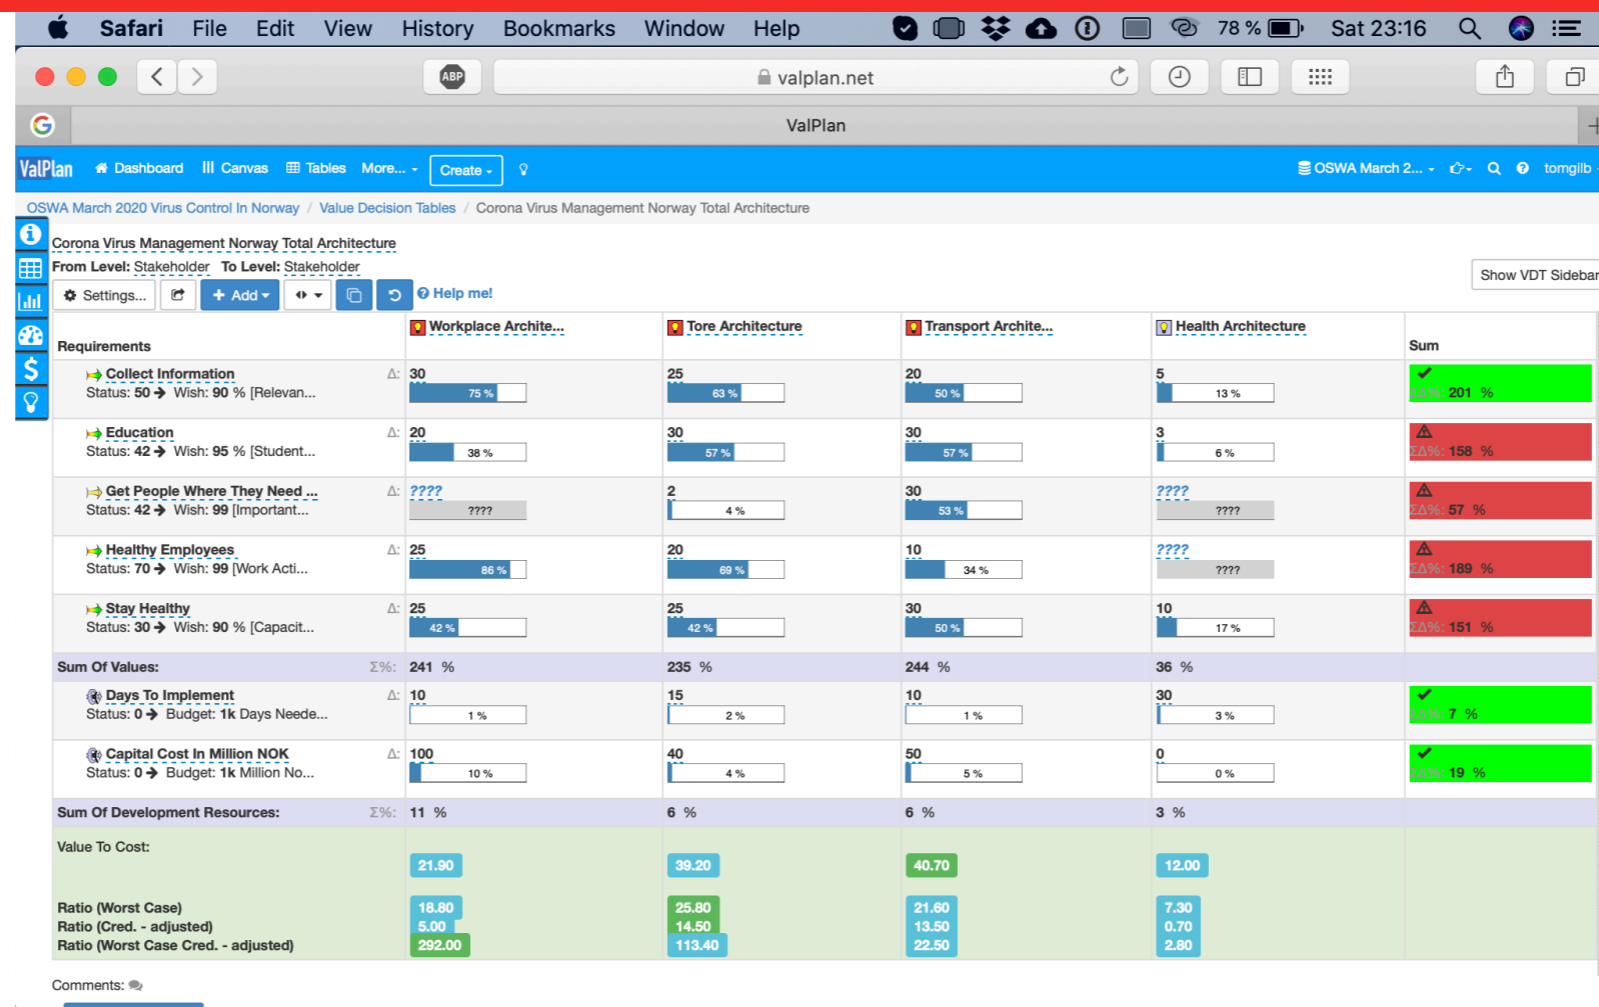 Safari File Edit View History Bookmarks Window Help 78 % Sat 23:16
ABP valplan.net
G ValPlan
ValPlan Dashboard Canvas Tables More... Create OSWA March 2... tomgilb
OSWA March 2020 Virus Control In Norway / Value Decision Tables / Corona Virus Management Norway Total Architecture
Corona Virus Management Norway Total Architecture
From Level: Stakeholder To Level: Stakeholder
Show VDT Sidebar
Settings... + Add Help me!
Workplace Archite... Tore Architecture Transport Archite... Health Architecture
Requirements Sum
Collect Information Δ: 30 25 20 5
Status: 50 → Wish: 90 % [Relevan... 75 % 63 % 50 % 13 % ΣΔ%: 201 %
Education Δ: 20 30 30 3
Status: 42 → Wish: 95 % [Student... 38 % 57 % 57 % 6 % ΣΔ%: 158 %
Get People Where They Need ... Δ: ???? 2 30 ????
Status: 42 → Wish: 99 [Important... ???? 4 % 53 % ???? ΣΔ%: 57 %
Healthy Employees Δ: 25 20 10 ????
Status: 70 → Wish: 99 [Work Acti... 86 % 69 % 34 % ???? ΣΔ%: 189 %
Stay Healthy Δ: 25 25 30 10
Status: 30 → Wish: 90 % [Capacit... 42 % 42 % 50 % 17 % ΣΔ%: 151 %
Sum Of Values: Σ%: 241 % 235 % 244 % 36 %
Days To Implement Δ: 10 15 10 30
Status: 0 → Budget: 1k Days Neede... 1 % 2 % 1 % 3 % ΣΔ%: 7 %
Capital Cost In Million NOK Δ: 100 40 50 0
Status: 0 → Budget: 1k Million No... 10 % 4 % 5 % 0 % ΣΔ%: 19 %
Sum Of Development Resources: Σ%: 11 % 6 % 6 % 3 %
Value To Cost:
21.90 39.20 40.70 12.00
Ratio (Worst Case) 18.80 25.80 21.60 7.30
Ratio (Cred. - adjusted) 5.00 14.50 13.50 0.70
Ratio (Worst Case Cred. - adjusted) 292.00 113.40 22.50 2.80
Comments: